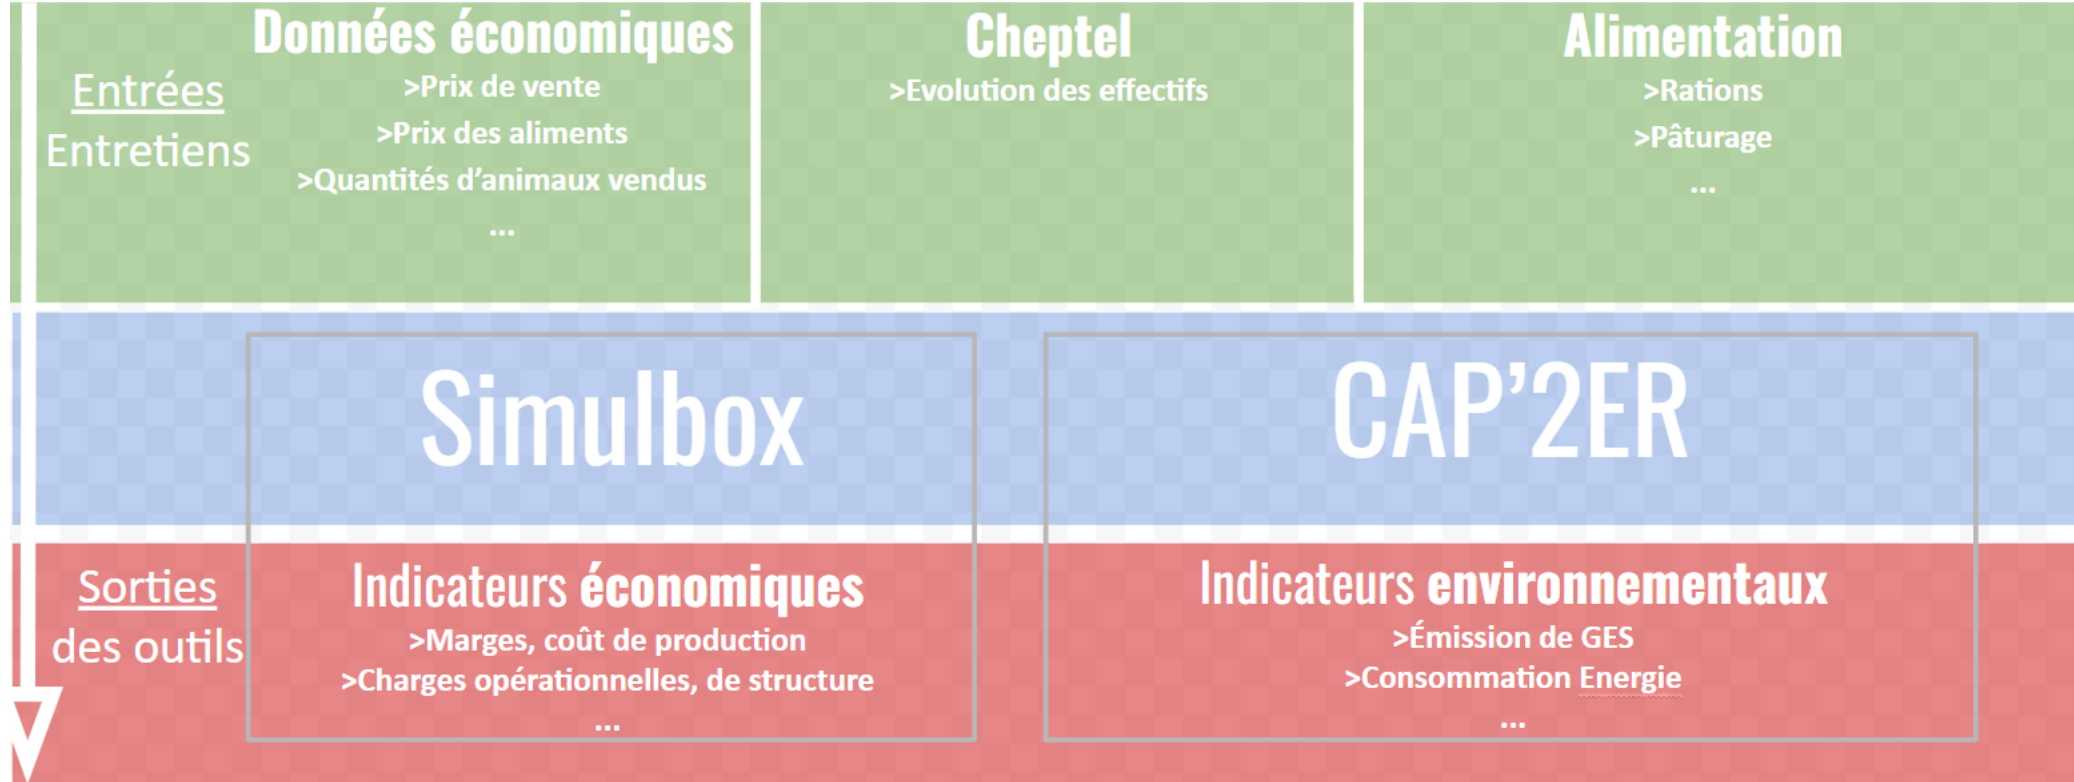 Entrées
Entretiens
Données économiques
>Prix de vente
>Prix des aliments
>Quantités d'animaux vendus
...
Cheptel
>Evolution des effectifs
Alimentation
>Rations
>Pâturage
...
Simulbox
CAP'2ER
Sorties
des outils
Indicateurs économiques
>Marges, coût de production
>Charges opérationnelles, de structure
...
Indicateurs environnementaux
>Émission de GES
>Consommation Energie
...